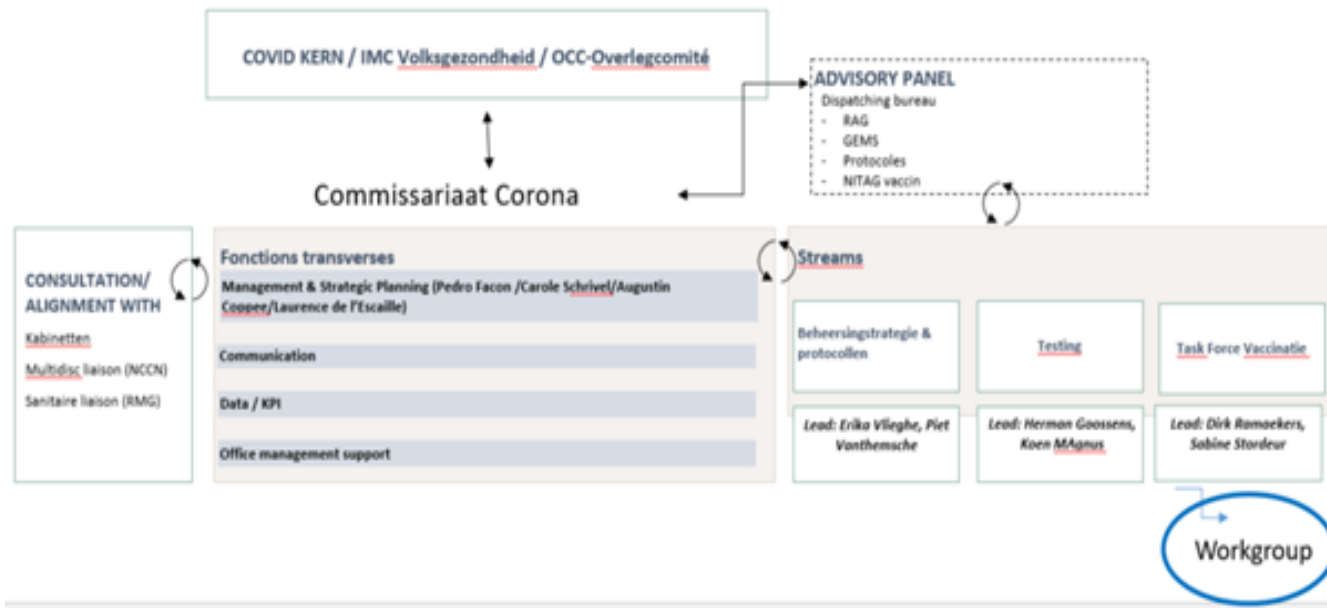 COVID KERN / IMC Volksgezondheid / OCC-Overlegcomité
ADVISORY PANEL
Dispatching bureau
- RAG
- GEMS
- Protocoles
- NITAG vaccin
Commissariaat Corona
CONSULTATION/
ALIGNMENT WITH
Kabinetten
Multidisc liaison (NCCN)
Sanitaire liaison (RMG)
Fonctions transverses
Management & Strategic Planning (Pedro Facon /Carole Schrivel/Augustin
Coppee/Laurence de l'Escaille)
Communication
Data / KPI
Office management support
Streams
Beheersingstrategie &
protocollen
Testing
Task Force Vaccinatie
Lead: Erika Vlieghe, Piet
Vanthemsche
Lead: Herman Goossens,
Koen MAgnus
Lead: Dirk Ramaekers,
Sabine Stordeur
Workgroup